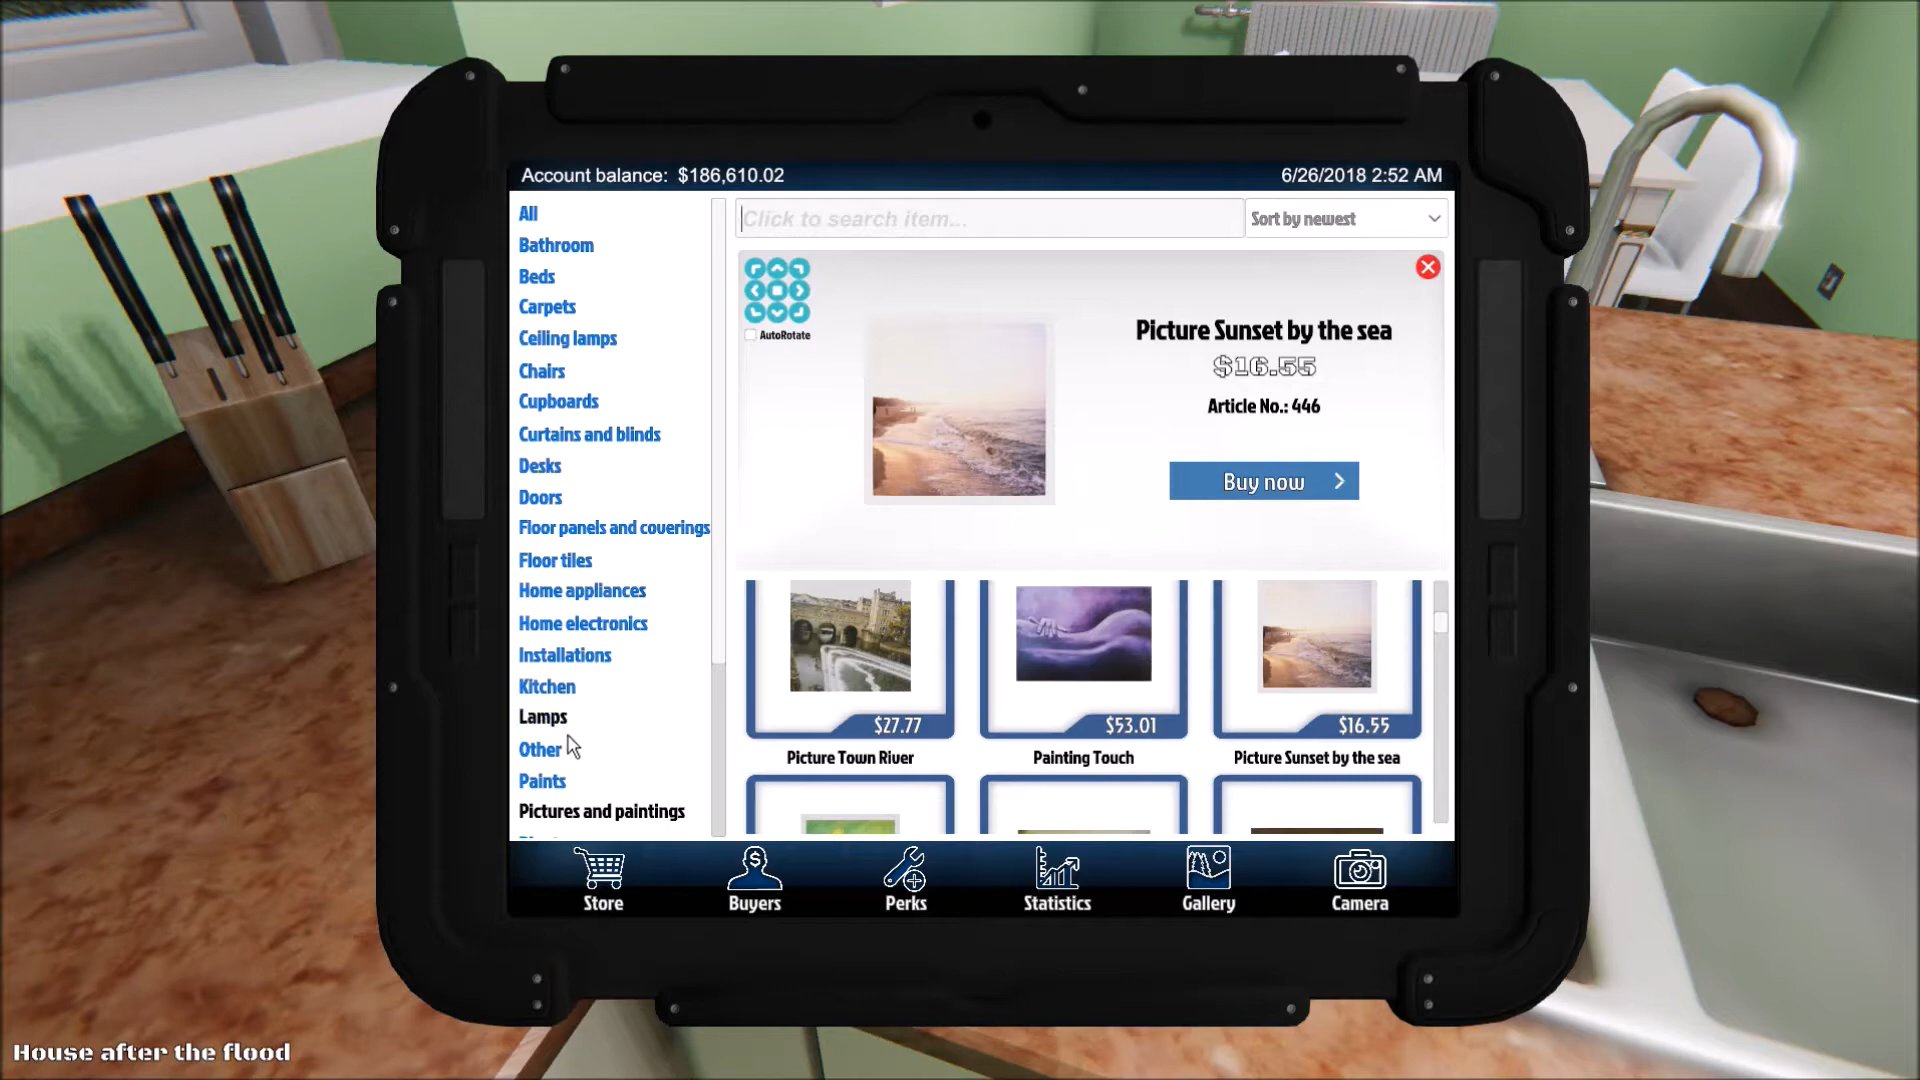 Account balance: $186,610.02
6/26/2018 2:52 AM
All
Bathroom
Beds
Carpets
Ceiling lamps
Chairs
Cupboards
Curtains and blinds
Desks
Doors
Floor panels and coverings
Floor tiles
Home appliances
Home electronics
Installations
Kitchen
Lamps
Other
Paints
Pictures and paintings
Click to search item...
Sort by newest
AutoRotate
Picture Sunset by the sea
$16.55
Article No.: 446
Buy now
$27.77
$53.01
$16.55
Picture Town River
Painting Touch
Picture Sunset by the sea
Store
Buyers
Perks
Statistics
Gallery
Camera
House after the flood